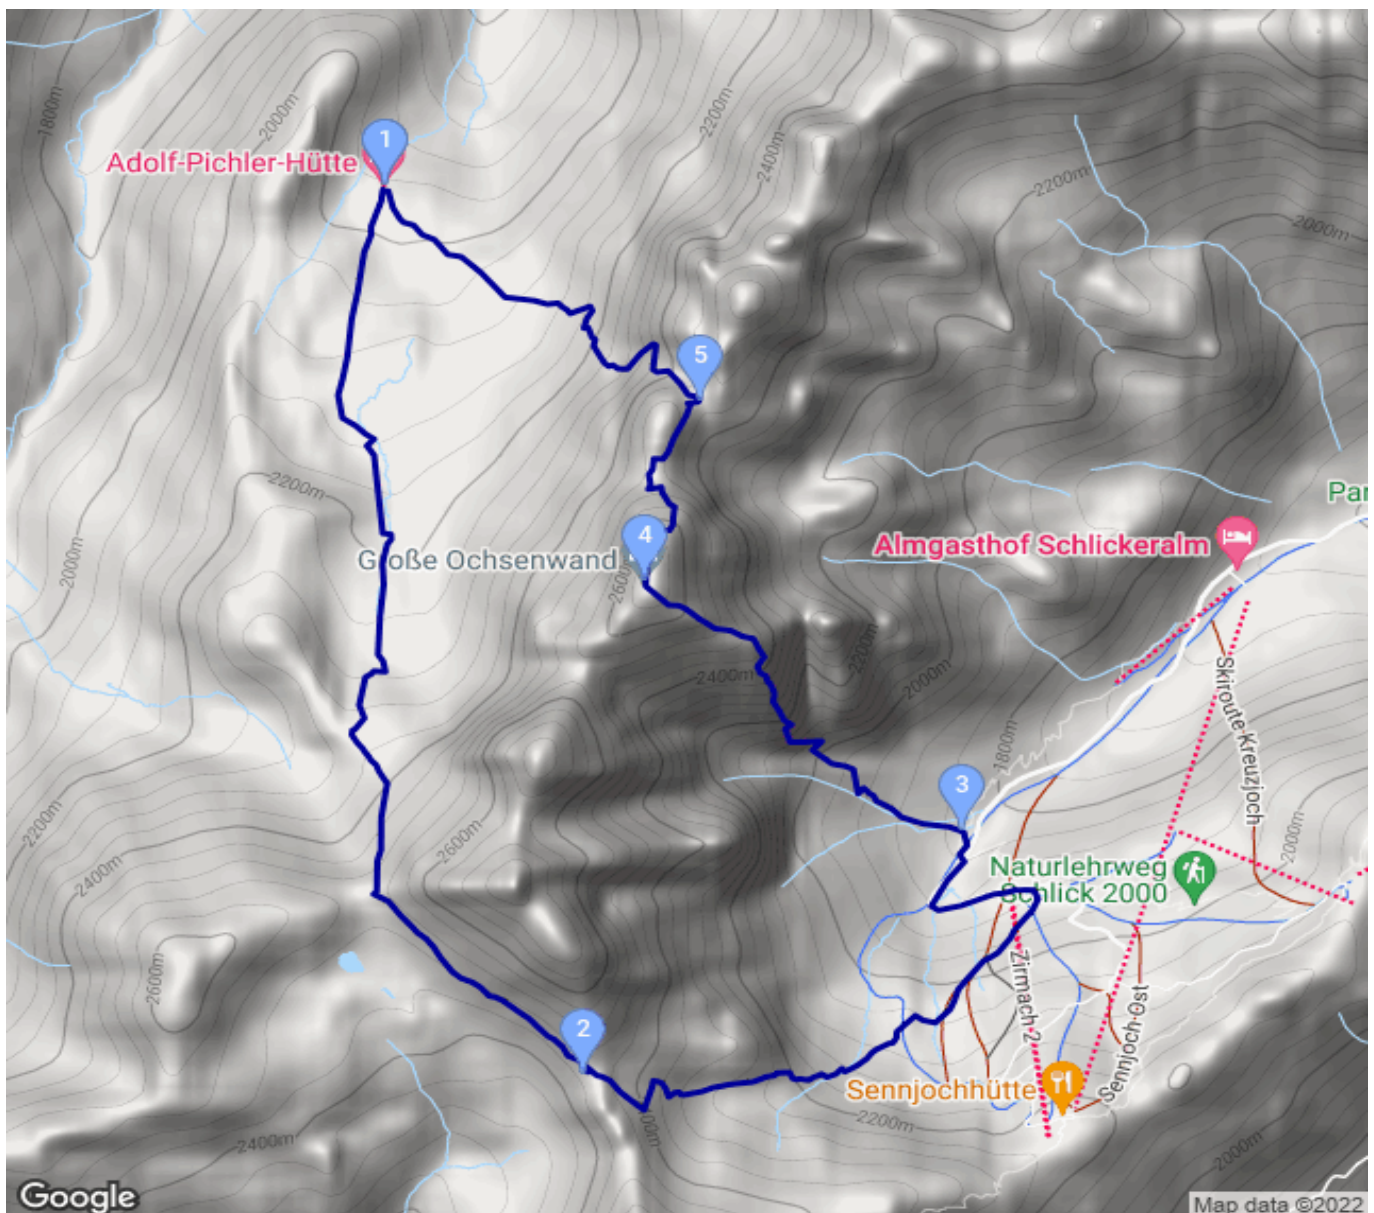 1800m
2000m
2200m
2400m
2200m
2000m
1
Adolf-Pichler-Hütte
5
2200m
2000m
Par
4
Große Ochsenwand
2600
Almgasthof Schlickeralm
2200m
2400m
2000m
Skiroute Kreuzjoch
1800m
3
2200m
2600m
2400m
2000m
Naturlehrweg
Schlick 2000
2600m
Zirmach 2
Sennjoch Ost
2
Sennjochhütte
2200m
2400m
2000m
Google
Map data ©2022